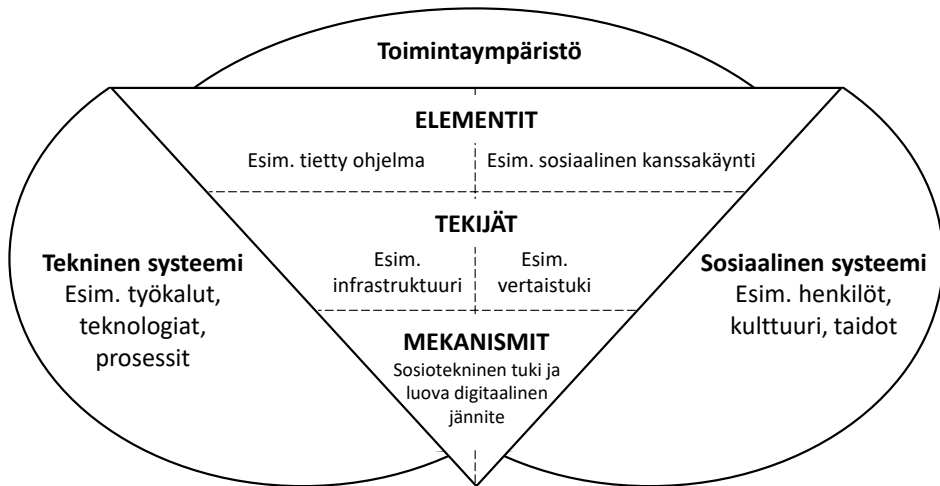 Toimintaympäristö
ELEMENTIT
Esim. tietty ohjelma
Esim. sosiaalinen kanssakäynti
TEKIJÄT
Esim.
infrastruktuuri
Esim.
vertaistuki
Tekninen systeemi
Esim. työkalut,
teknologiat,
prosessit
Sosiaalinen systeemi
Esim. henkilöt,
kulttuuri, taidot
MEKANISMIT
Sosiotekninen tuki ja
luova digitaalinen
jännite